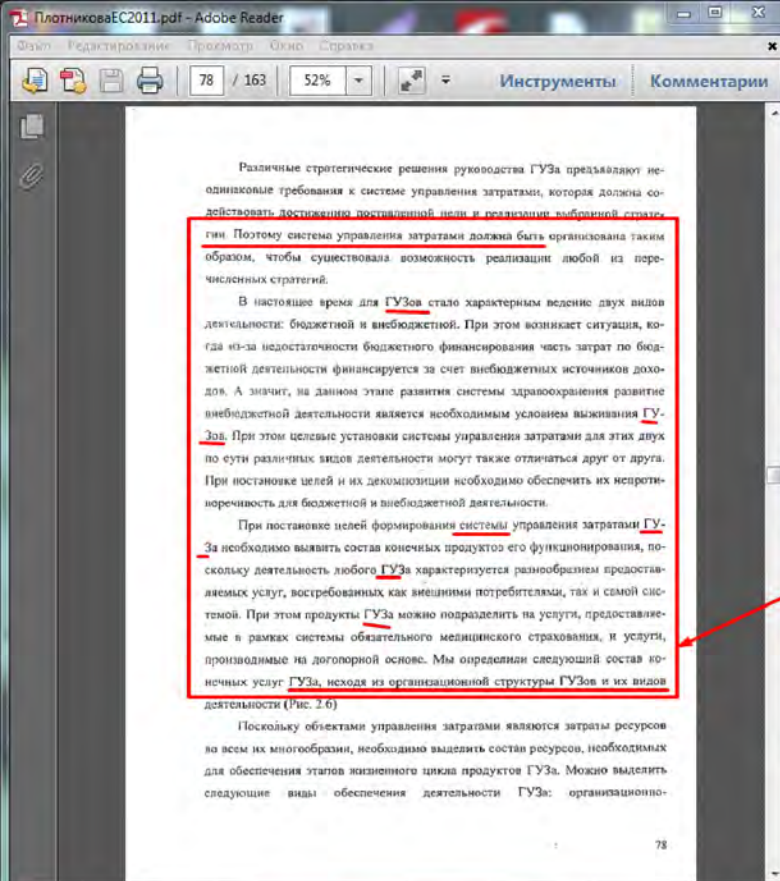 ПлотниковаЕС2011.pdf - Adobe Reader
Файл Редактирование Просмотр Окно Справка
78 / 163 52% Инструменты Комментарии
Различные стратегические решения руководства ГУЗа предъявляют не-
одинаковые требования к системе управления затратами, которая должна со-
действовать достижению поставленной цели и реализации выбранной страте-
гии. Поэтому система управления затратами должна быть организована таким
образом, чтобы существовала возможность реализации любой из пере-
численных стратегий.
В настоящее время для ГУЗов стало характерным ведение двух видов
деятельности: бюджетной и внебюджетной. При этом возникает ситуация, ко-
гда из-за недостаточности бюджетного финансирования часть затрат по бюд-
жетной деятельности финансируется за счет внебюджетных источников дохо-
дов. А значит, на данном этапе развития системы здравоохранения развитие
внебюджетной деятельности является необходимым условием выживания ГУ-
Зов. При этом целевые установки системы управления затратами для этих двух
по сути различных видов деятельности могут также отличаться друг от друга.
При постановке целей и их декомпозиции необходимо обеспечить их непроти-
воречивость для бюджетной и внебюджетной деятельности.
При постановке целей формирования системы управления затратами ГУ-
За необходимо выявить состав конечных продуктов его функционирования, по-
скольку деятельность любого ГУЗа характеризуется разнообразием предостав-
ляемых услуг, востребованных как внешними потребителями, так и самой сис-
темой. При этом продукты ГУЗа можно подразделить на услуги, предоставляе-
мые в рамках системы обязательного медицинского страхования, и услуги,
производимые на договорной основе. Мы определили следующий состав ко-
нечных услуг ГУЗа, исходя из организационной структуры ГУЗов и их видов
деятельности (Рис. 2.6)
Поскольку объектами управления затратами являются затраты ресурсов
во всем их многообразии, необходимо выделить состав ресурсов, необходимых
для обеспечения этапов жизненного цикла продуктов ГУЗа. Можно выделить
следующие виды обеспечения деятельности ГУЗа: организационно-
78